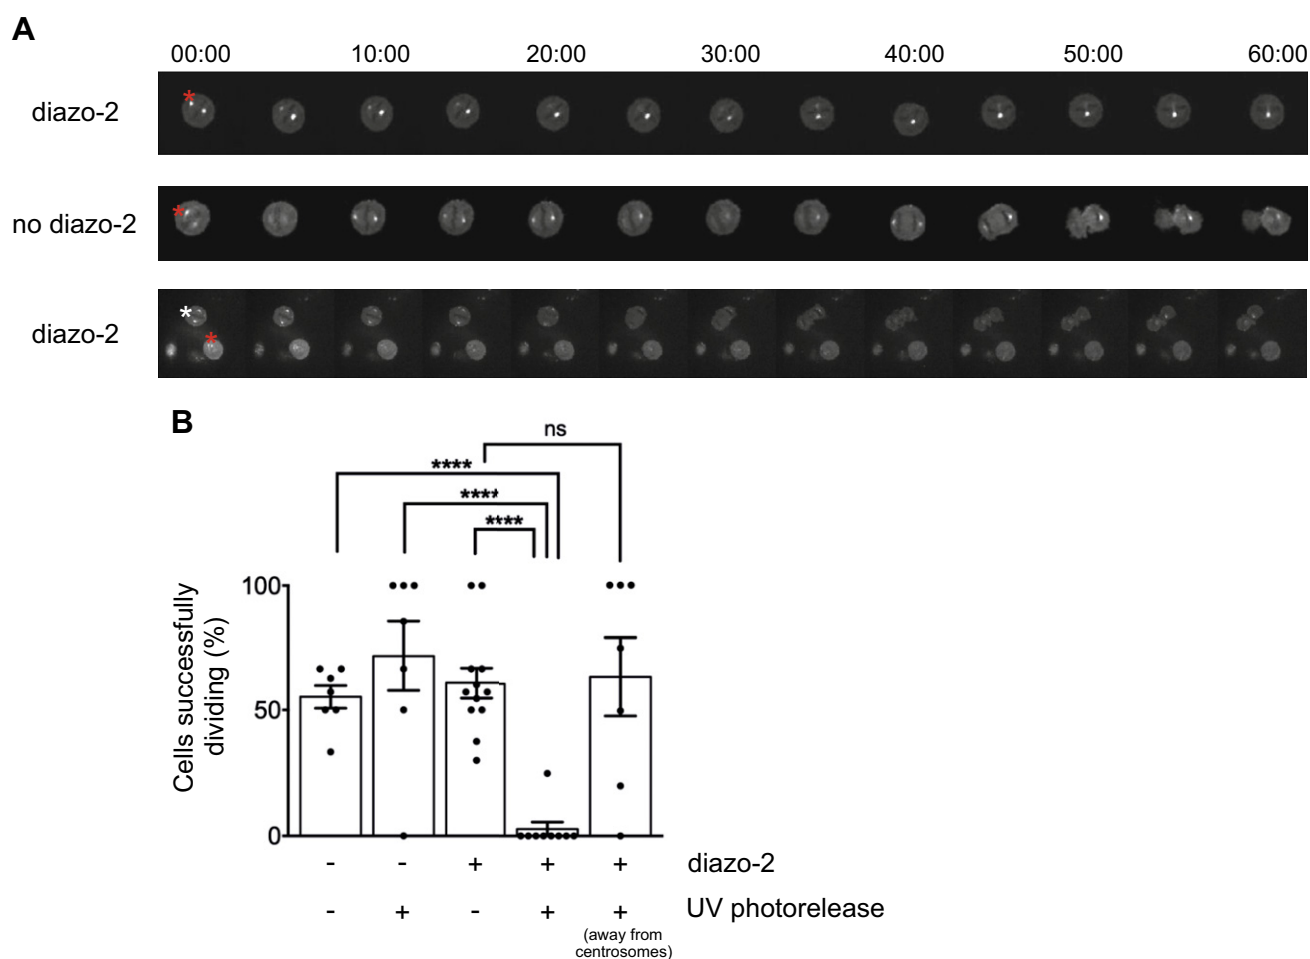 A
00:00 10:00 20:00 30:00 40:00 50:00 60:00
diazo-2
*
no diazo-2
*
diazo-2
* *
B
ns
****
****
****
Cells successfully
dividing (%)
100
50
0
- - + + + diazo-2
- + - + + UV photorelease
(away from
centrosomes)